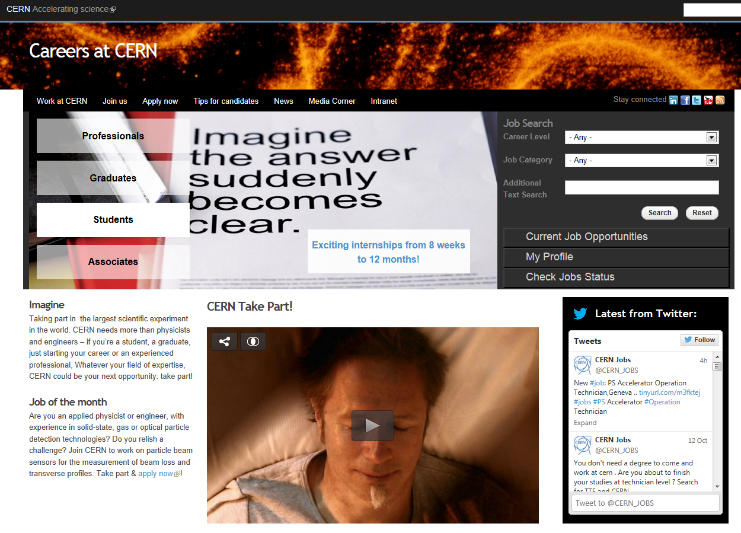 CERN Accelerating science
Careers at CERN
Work at CERN Join us Apply now Tips for candidates News Media Corner Intranet
Stay connected
Professionals
Graduates
Students
Associates
Imagine
the answer
suddenly
becomes
clear.
Exciting internships from 8 weeks
to 12 months!
Job Search
Career Level
- Any -
Job Category
- Any -
Additional
Text Search
Search Reset
Current Job Opportunities
My Profile
Check Jobs Status
Imagine
Taking part in the largest scientific experiment
in the world. CERN needs more than physicists
and engineers – If you're a student, a graduate,
just starting your career or an experienced
professional, Whatever your field of expertise,
CERN could be your next opportunity: take part!
Job of the month
Are you an applied physicist or engineer, with
experience in solid-state, gas or optical particle
detection technologies? Do you relish a
challenge? Join CERN to work on particle beam
sensors for the measurement of beam loss and
transverse profiles. Take part & apply now!
CERN Take Part!
Latest from Twitter:
Tweets
Follow
CERN Jobs 4h
@CERN_JOBS
New #job PS Accelerator Operation
Technician,Geneva .. tinyurl.com/m3fktej
#jobs #PS Accelerator #Operation
Technician
Expand
CERN Jobs 12 Oct
@CERN_JOBS
You don't need a degree to come and
work at cern . Are you about to finish
your studies at technician level ? Search
for TTE and CERN
Tweet to @CERN_JOBS